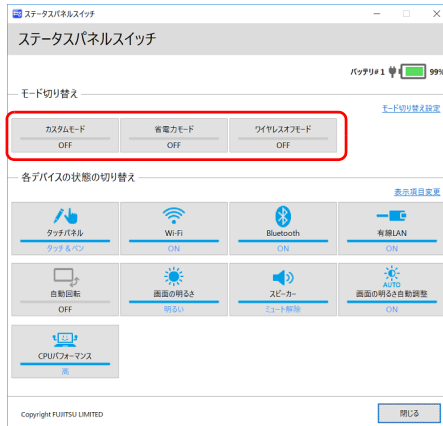 ステータスパネルスイッチ
ステータスパネルスイッチ
バッテリ#1 99%
モード切り替え
モード切り替え設定
カスタムモード 省電力モード ワイヤレスオフモード
OFF OFF OFF
各デバイスの状態の切り替え
表示項目変更
タッチパネル Wi-Fi Bluetooth 有線LAN
タッチ＆ペン ON ON ON
AUTO
自動回転 画面の明るさ スピーカー 画面の明るさ自動調整
OFF 明るい ミュート解除 ON
CPUパフォーマンス
高
Copyright FUJITSU LIMITED 閉じる